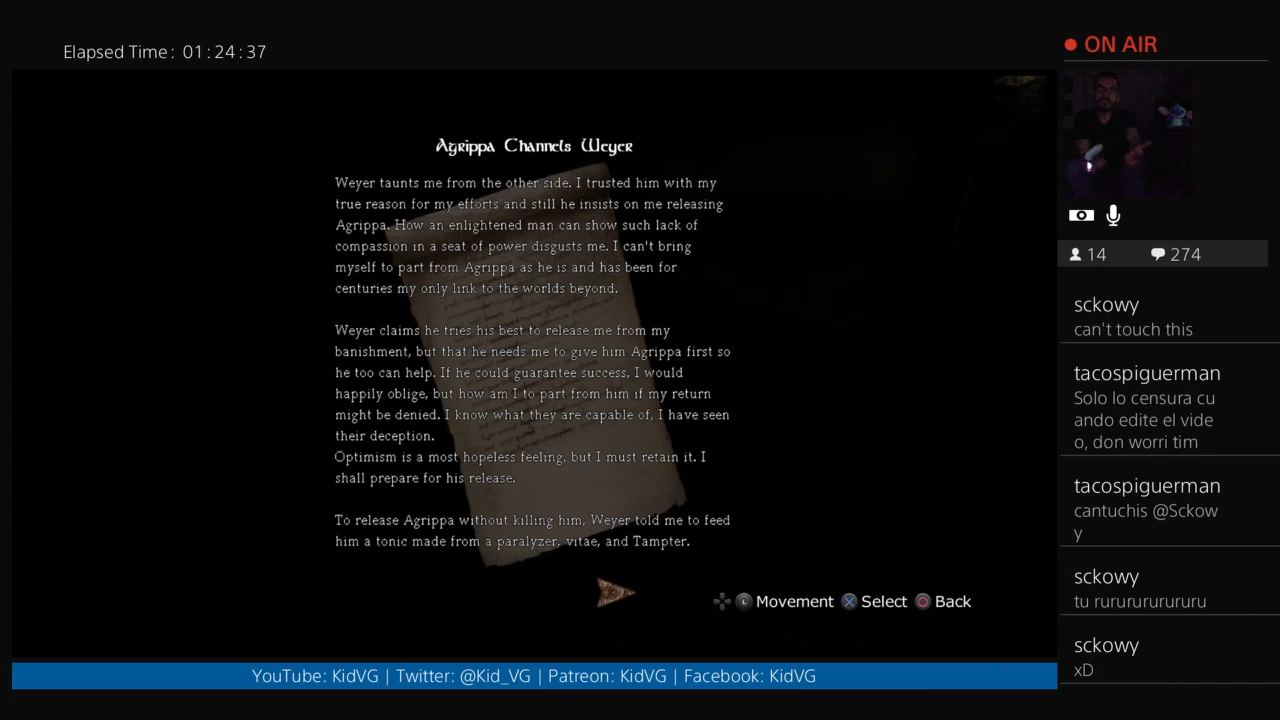 Elapsed Time: 01:24:37
ON AIR
Agrippa Channels Weyer
Weyer taunts me from the other side. I trusted him with my
true reason for my efforts and still he insists on me releasing
Agrippa. How an enlightened man can show such lack of
compassion in a seat of power disgusts me. I can't bring
myself to part from Agrippa as he is and has been for
centuries my only link to the worlds beyond.
Weyer claims he tries his best to release me from my
banishment, but that he needs me to give him Agrippa first so
he too can help. If he could guarantee success, I would
happily oblige, but how am I to part from him if my return
might be denied. I know what they are capable of, I have seen
their deception.
Optimism is a most hopeless feeling, but I must retain it. I
shall prepare for his release.
To release Agrippa without killing him, Weyer told me to feed
him a tonic made from a paralyzer, vitae, and Tampter.
L Movement Select Back
YouTube: KidVG | Twitter: @Kid_VG | Patreon: KidVG | Facebook: KidVG
14 274
sckowy
can't touch this
tacospiguerman
Solo lo censura cu
ando edite el vide
o, don worri tim
tacospiguerman
cantuchis @Sckow
y
sckowy
tu rurururururururu
sckowy
xD